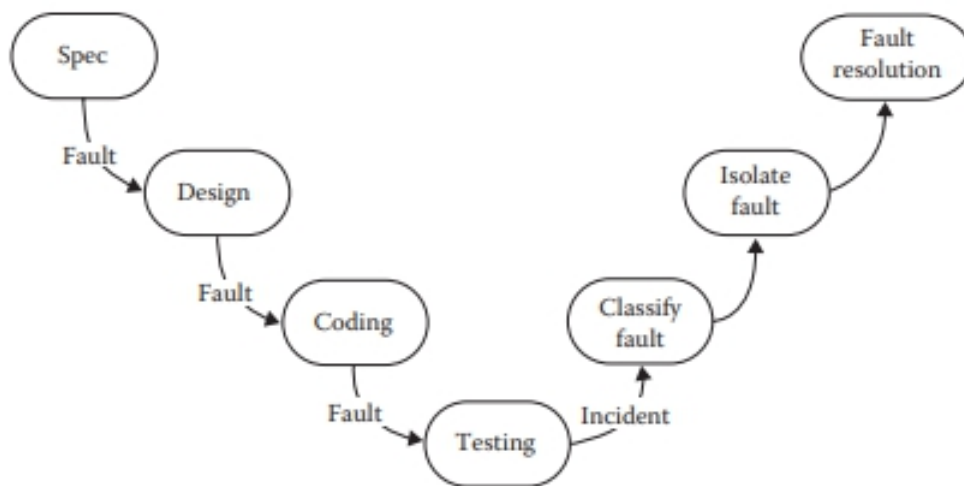 Spec
Fault
resolution
Fault
Design
Isolate
fault
Fault
Coding
Classify
fault
Fault
Testing
Incident